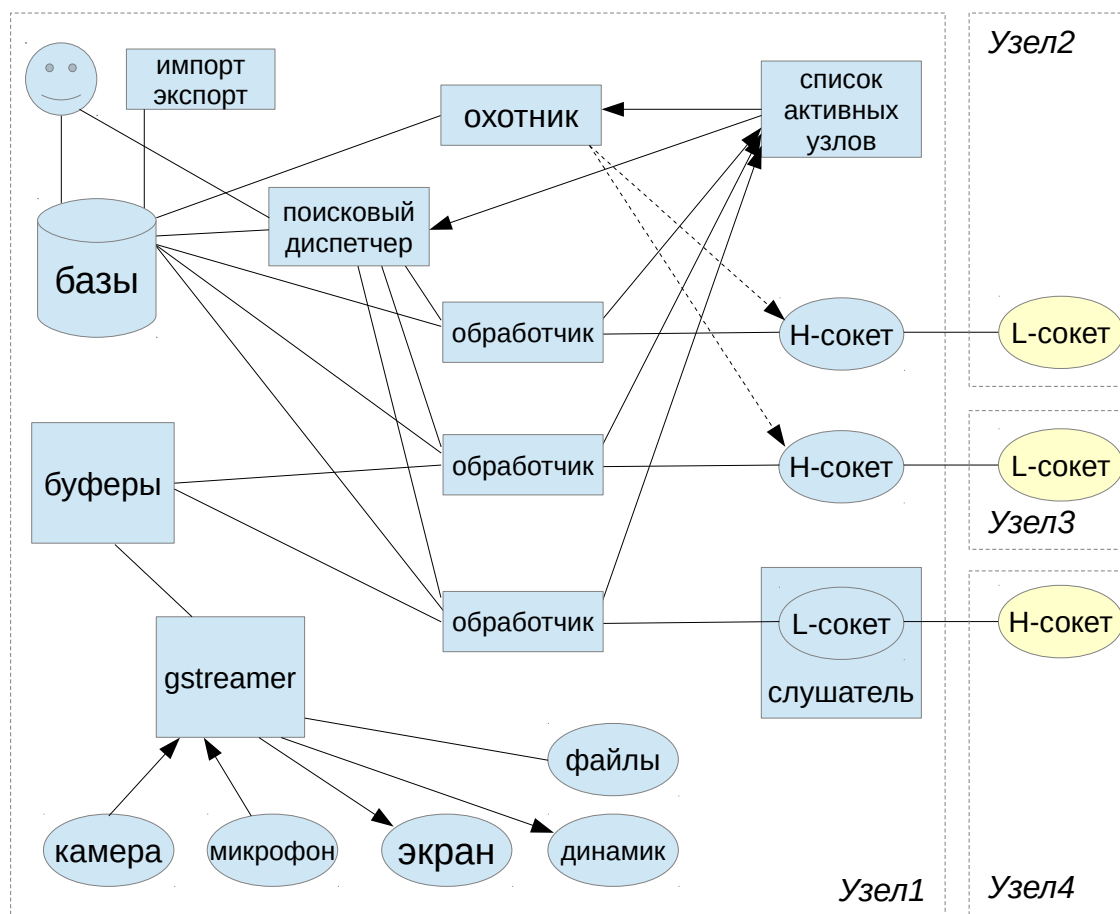 Узел2
импорт
экспорт
список
активных
узлов
охотник
поисковый
диспетчер
базы
обработчик
H-сокет
L-сокет
обработчик
H-сокет
L-сокет
буферы
Узел3
обработчик
L-сокет
H-сокет
gstreamer
слушатель
файлы
камера
микрофон
экран
динамик
Узел1
Узел4